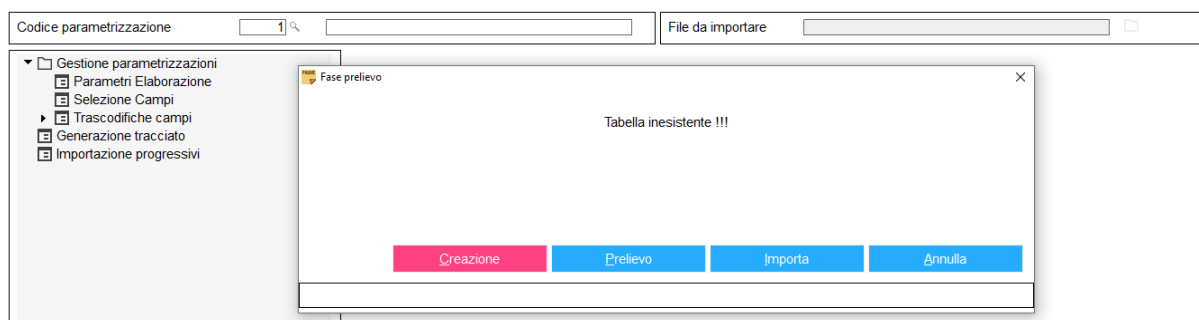 Codice parametrizzazione 1 File da importare
Gestione parametrizzazioni
Parametri Elaborazione
Selezione Campi
Trascodifiche campi
Generazione tracciato
Importazione progressivi
Fase prelievo
Tabella inesistente !!!
Creazione Prelievo Importa Annulla